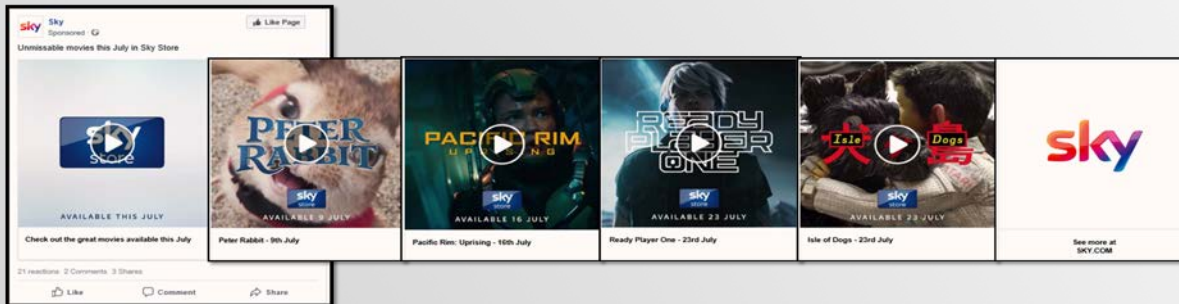 sky
Sky
Sponsored
Like Page
Unmissable movies this July in Sky Store
sky
store
AVAILABLE THIS JULY
Check out the great movies available this July
PETER
RABBIT
sky
store
AVAILABLE 9 JULY
Peter Rabbit - 9th July
PACIFIC RIM
UPRISING
sky
store
AVAILABLE 16 JULY
Pacific Rim: Uprising - 16th July
READY
PLAYER
ONE
sky
store
AVAILABLE 23 JULY
Ready Player One - 23rd July
Isle Dogs
犬 島
sky
store
AVAILABLE 23 JULY
Isle of Dogs - 23rd July
sky
See more at
SKY.COM
21 reactions 2 Comments 3 Shares
Like Comment Share